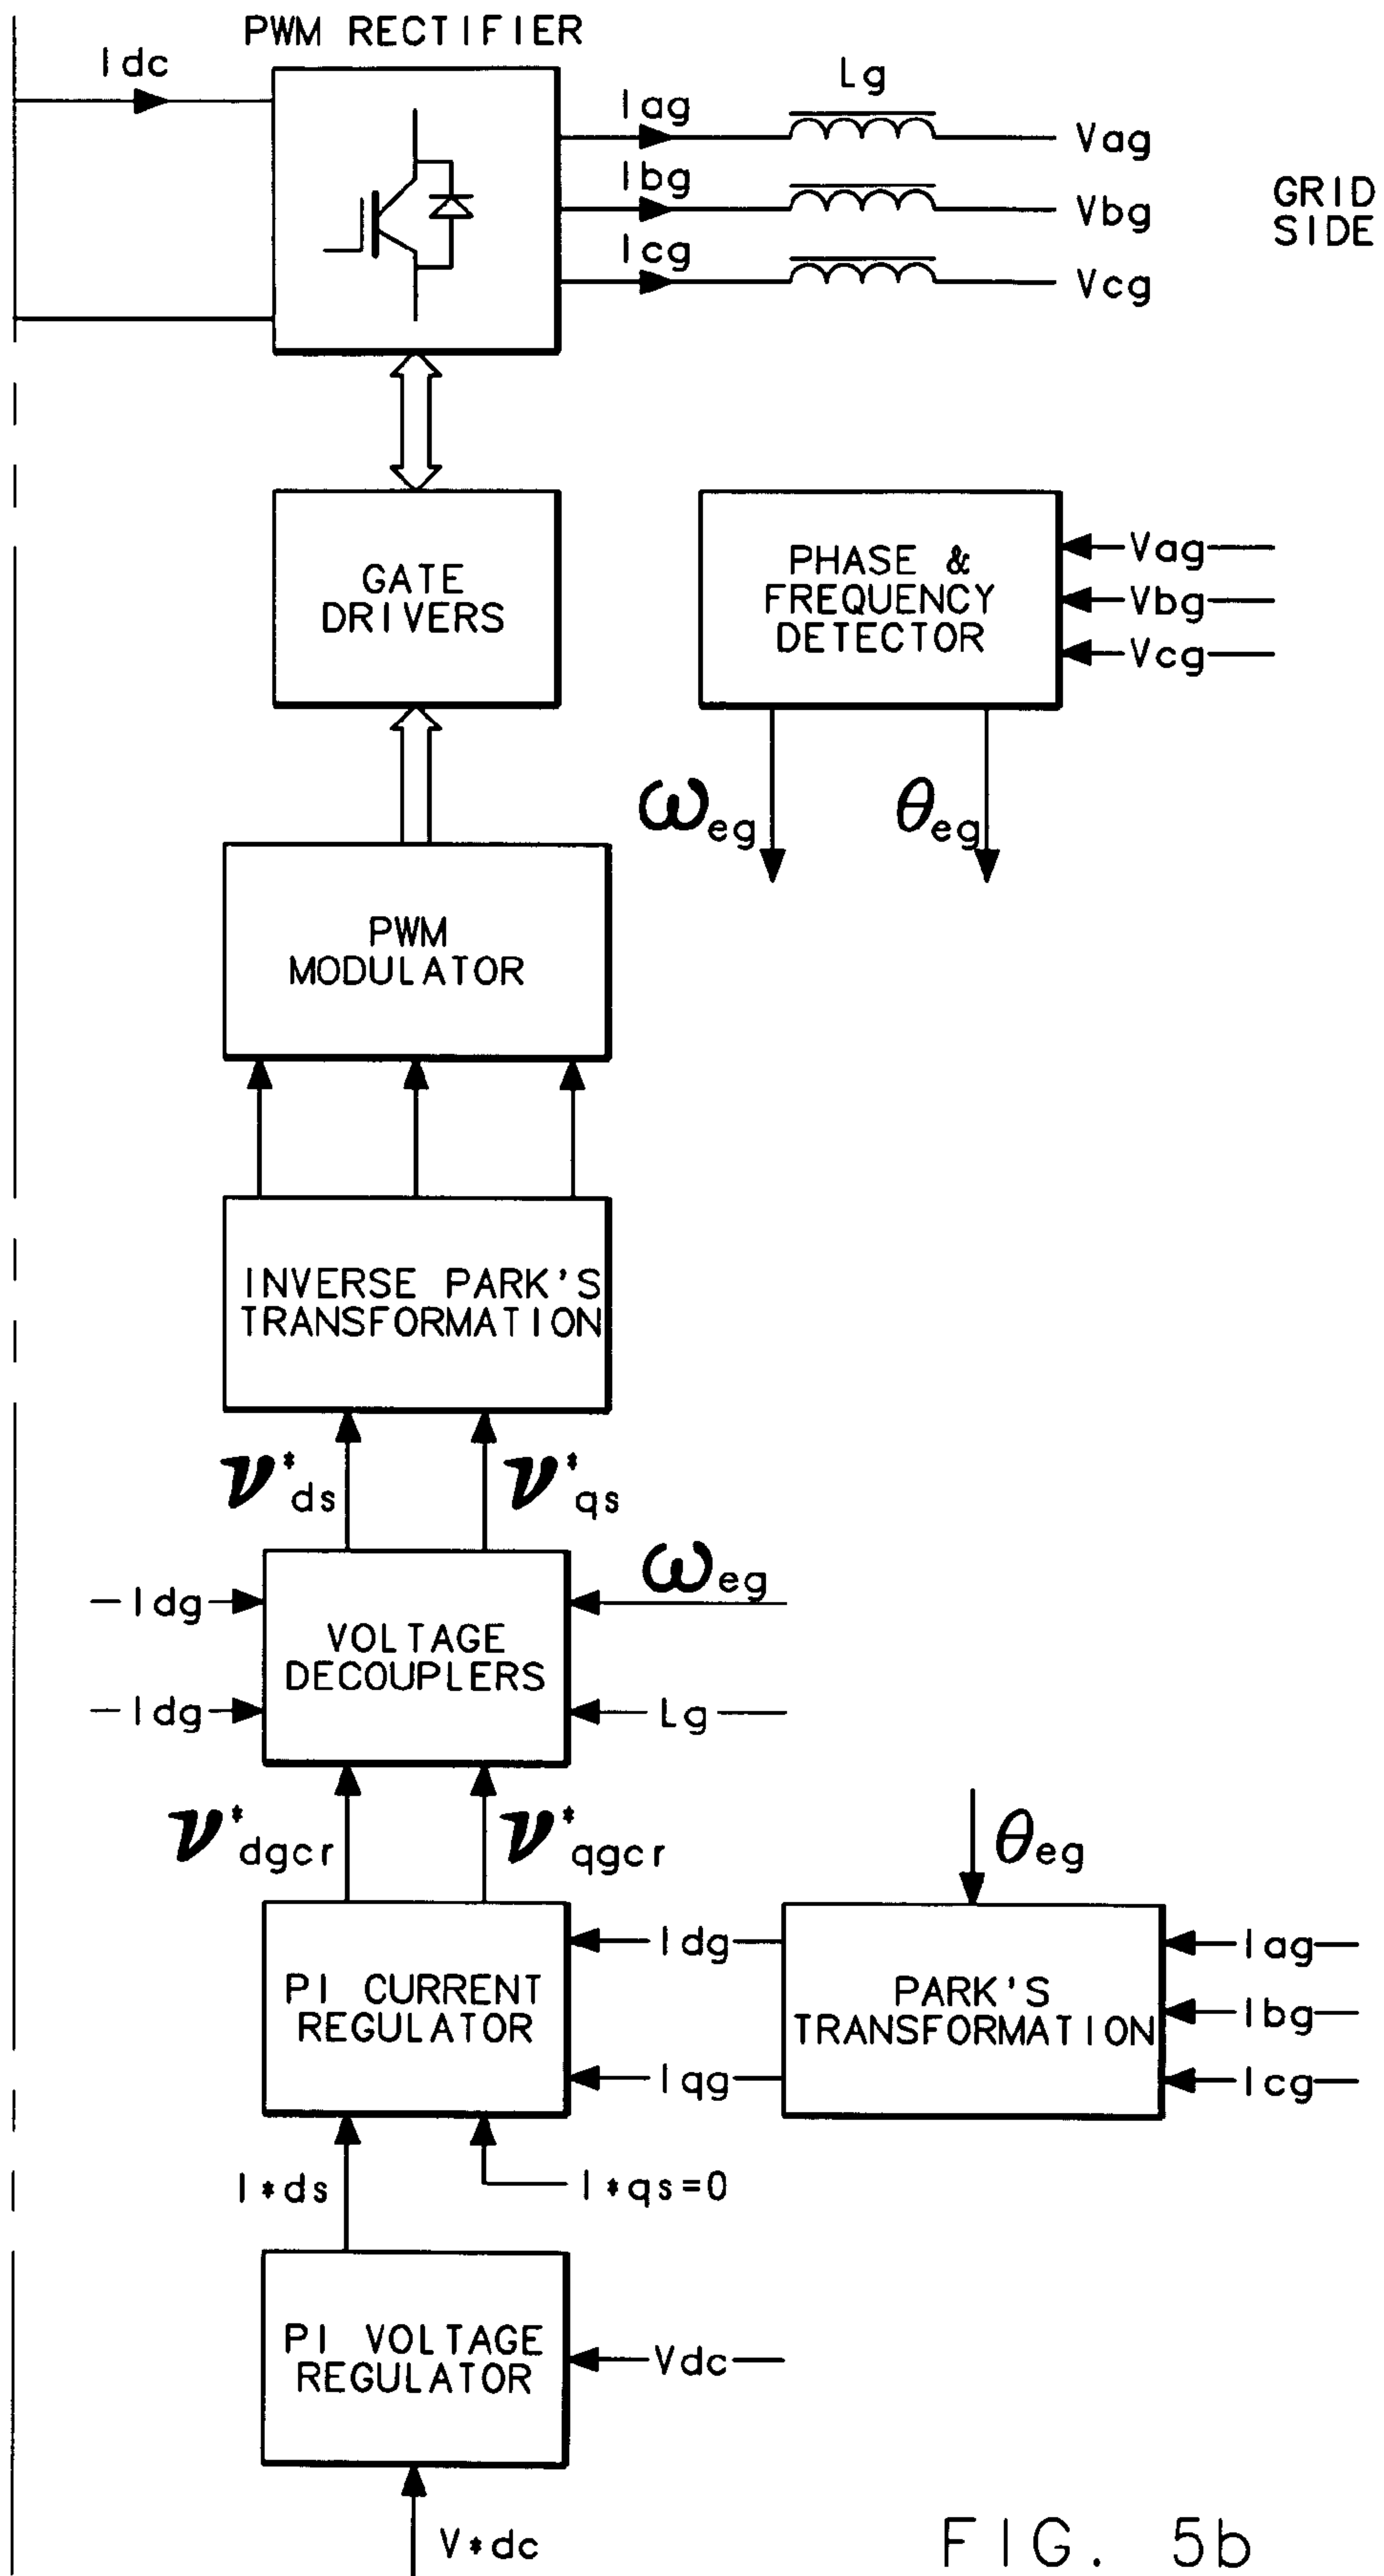 PWM RECTIFIER
Idc
Lg
Iag
Vag
Ibg
Vbg
Icg
Vcg
GRID
SIDE
GATE
DRIVERS
PHASE &
FREQUENCY
DETECTOR
Vag
Vbg
Vcg
ωeg
θeg
PWM
MODULATOR
INVERSE PARK'S
TRANSFORMATION
ν*ds
ν*qs
ωeg
-Idg
-Idg
VOLTAGE
DECOUPLERS
Lg
ν*dgcr
ν*qgcr
θeg
PI CURRENT
REGULATOR
Idg
Iqg
PARK'S
TRANSFORMATION
Iag
Ibg
Icg
I*ds
I*qs=0
PI VOLTAGE
REGULATOR
Vdc
V*dc
FIG. 5b